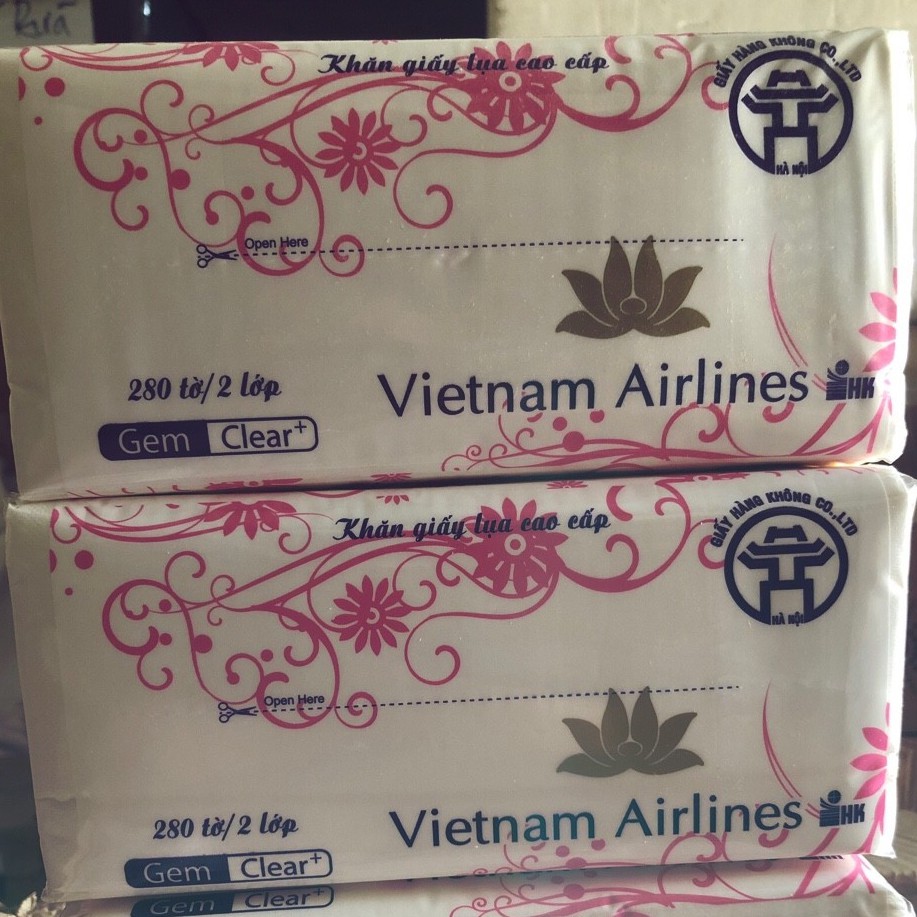 Khăn giấy lụa cao cấp
GIẤY HÀNG KHÔNG CO.,LTD
HÀ NỘI
Open Here
280 tờ/2 lớp
Gem Clear+
Vietnam Airlines
HK
Khăn giấy lụa cao cấp
GIẤY HÀNG KHÔNG CO.,LTD
HÀ NỘI
Open Here
280 tờ/2 lớp
Gem Clear+
Vietnam Airlines
HK
Gem Clear+